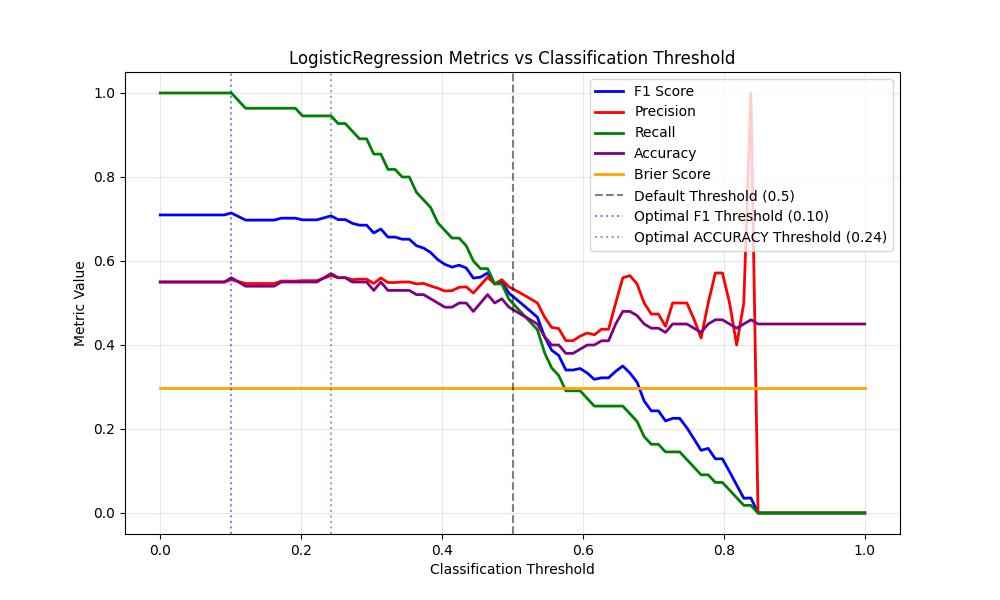 LogisticRegression Metrics vs Classification Threshold
F1 Score
Precision
Recall
Accuracy
Brier Score
Default Threshold (0.5)
Optimal F1 Threshold (0.10)
Optimal ACCURACY Threshold (0.24)
Metric Value
1.0
0.8
0.6
0.4
0.2
0.0
0.0 0.2 0.4 0.6 0.8 1.0
Classification Threshold